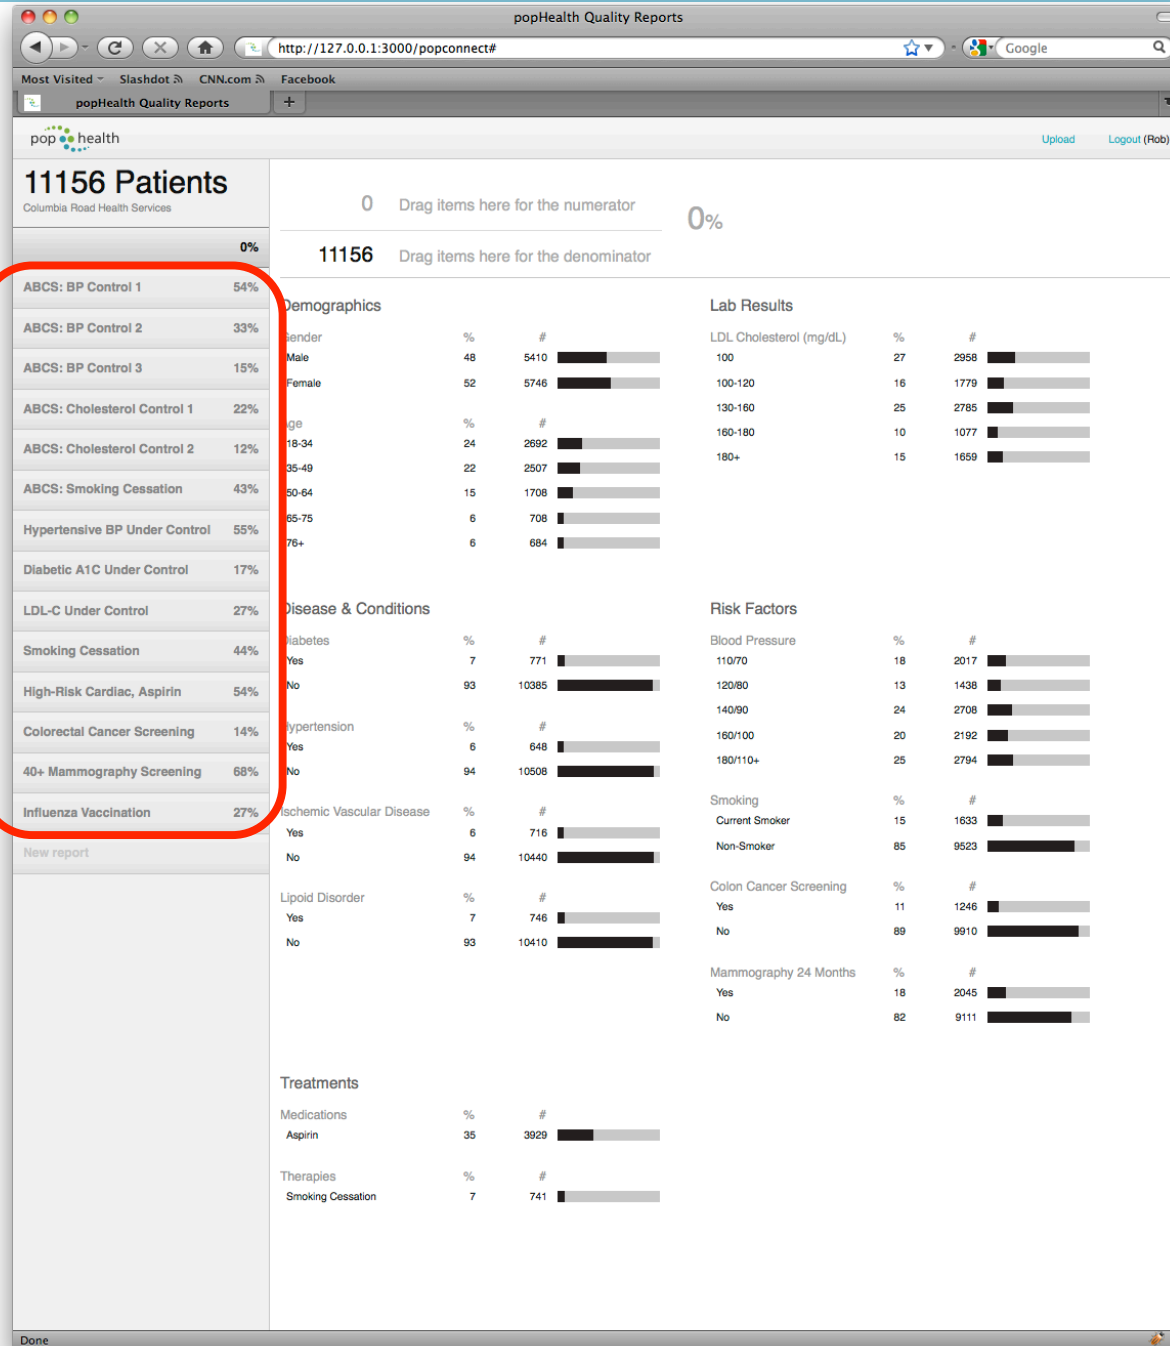 popHealth Quality Reports
http://127.0.0.1:3000/popconnect#
Google
Most Visited Slashdot CNN.com Facebook
popHealth Quality Reports +
pop health
Upload Logout (Rob)
11156 Patients
Columbia Road Health Services
0%
ABCS: BP Control 1 54%
ABCS: BP Control 2 33%
ABCS: BP Control 3 15%
ABCS: Cholesterol Control 1 22%
ABCS: Cholesterol Control 2 12%
ABCS: Smoking Cessation 43%
Hypertensive BP Under Control 55%
Diabetic A1C Under Control 17%
LDL-C Under Control 27%
Smoking Cessation 44%
High-Risk Cardiac, Aspirin 54%
Colorectal Cancer Screening 14%
40+ Mammography Screening 68%
Influenza Vaccination 27%
New report
0 Drag items here for the numerator
0%
11156 Drag items here for the denominator
Demographics
Gender % #
Male 48 5410
Female 52 5746
Age % #
18-34 24 2692
35-49 22 2507
50-64 15 1708
65-75 6 708
76+ 6 684
Lab Results
LDL Cholesterol (mg/dL) % #
100 27 2958
100-120 16 1779
130-160 25 2785
160-180 10 1077
180+ 15 1659
Disease & Conditions
Diabetes % #
Yes 7 771
No 93 10385
Hypertension % #
Yes 6 648
No 94 10508
Ischemic Vascular Disease % #
Yes 6 716
No 94 10440
Lipoid Disorder % #
Yes 7 746
No 93 10410
Risk Factors
Blood Pressure % #
110/70 18 2017
120/80 13 1438
140/90 24 2708
160/100 20 2192
180/110+ 25 2794
Smoking % #
Current Smoker 15 1633
Non-Smoker 85 9523
Colon Cancer Screening % #
Yes 11 1246
No 89 9910
Mammography 24 Months % #
Yes 18 2045
No 82 9111
Treatments
Medications % #
Aspirin 35 3929
Therapies % #
Smoking Cessation 7 741
Done